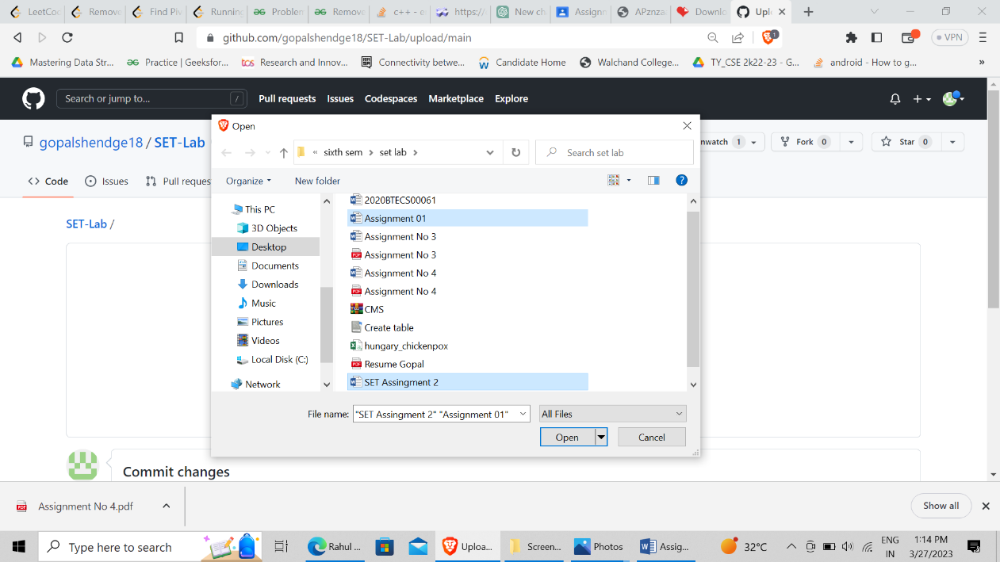 LeetCo
Remove
Find Piv
Running
Problem
Remove
c++ - e
https://
New ch
Assignn
APznza
Downlo
Upl
github.com/gopalshendge18/SET-Lab/upload/main
1
VPN
Mastering Data Str...
Practice | Geeksfor...
tcs Research and Innov...
Connectivity betwe...
Candidate Home
Walchand College...
TY_CSE 2k22-23 - G...
android - How to g...
»
Search or jump to...
/
Pull requests
Issues
Codespaces
Marketplace
Explore
gopalshendge18 / SET-Lab
nwatch 1
Fork 0
Star 0
Code
Issues
Pull reques
SET-Lab /
Open
« sixth sem > set lab >
Search set lab
Organize
New folder
This PC
3D Objects
Desktop
Documents
Downloads
Music
Pictures
Videos
Local Disk (C:)
Network
2020BTECS00061
Assignment 01
Assignment No 3
PDF Assignment No 3
Assignment No 4
PDF Assignment No 4
CMS
Create table
hungary_chickenpox
PDF Resume Gopal
SET Assingment 2
File name: "SET Assingment 2" "Assignment 01"
All Files
Open
Cancel
Commit changes
PDF Assignment No 4.pdf
Show all
Type here to search
Rahul ...
Uploa...
Screen...
Photos
Assig...
32°C
ENG
IN
1:14 PM
3/27/2023